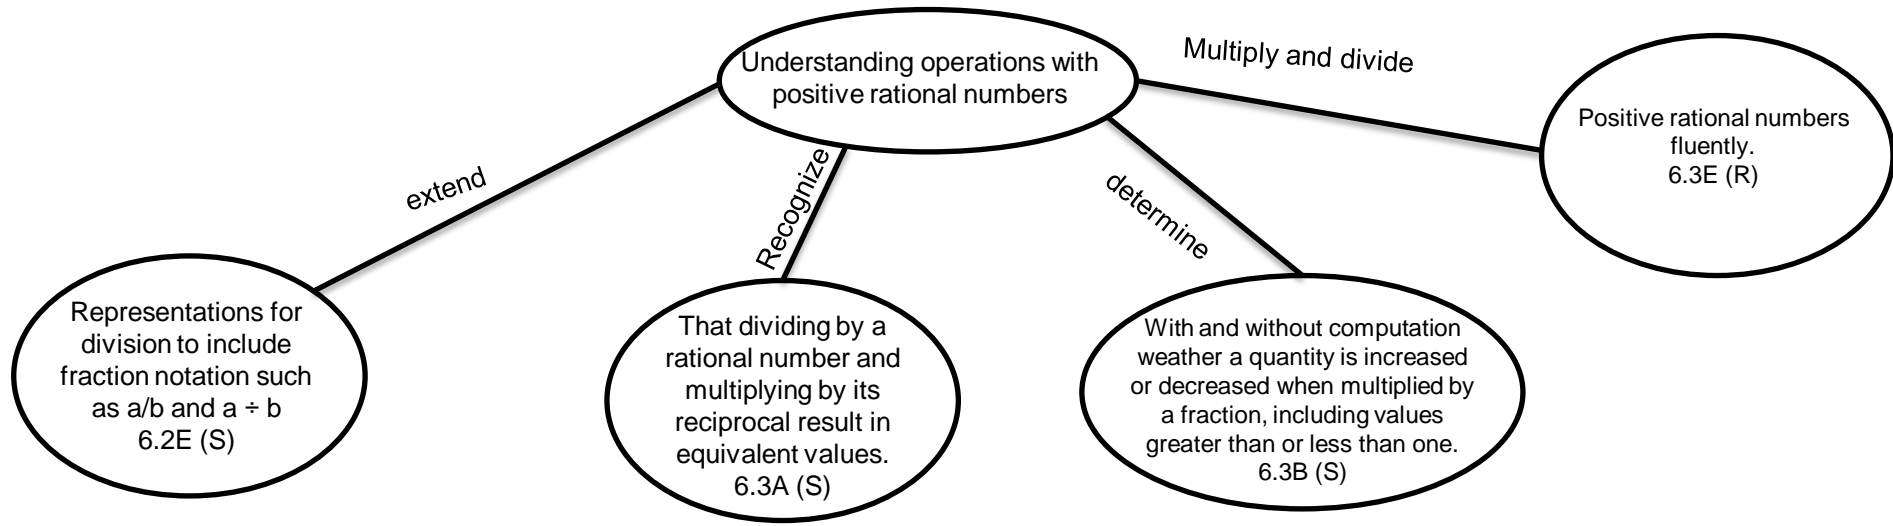 Understanding operations with
positive rational numbers
Multiply and divide
Positive rational numbers
fluently.
6.3E (R)
extend
Recognize
determine
Representations for
division to include
fraction notation such
as a/b and a ÷ b
6.2E (S)
That dividing by a
rational number and
multiplying by its
reciprocal result in
equivalent values.
6.3A (S)
With and without computation
weather a quantity is increased
or decreased when multiplied by
a fraction, including values
greater than or less than one.
6.3B (S)